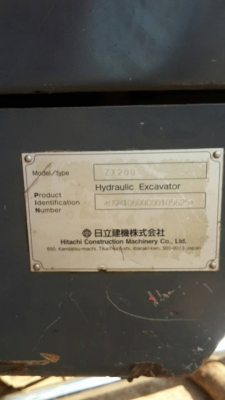 Model/type ZX200
Hydraulic Excavator
Product
Identification
Number
日立建機株式会社
Hitachi Construction Machinery Co., Ltd.